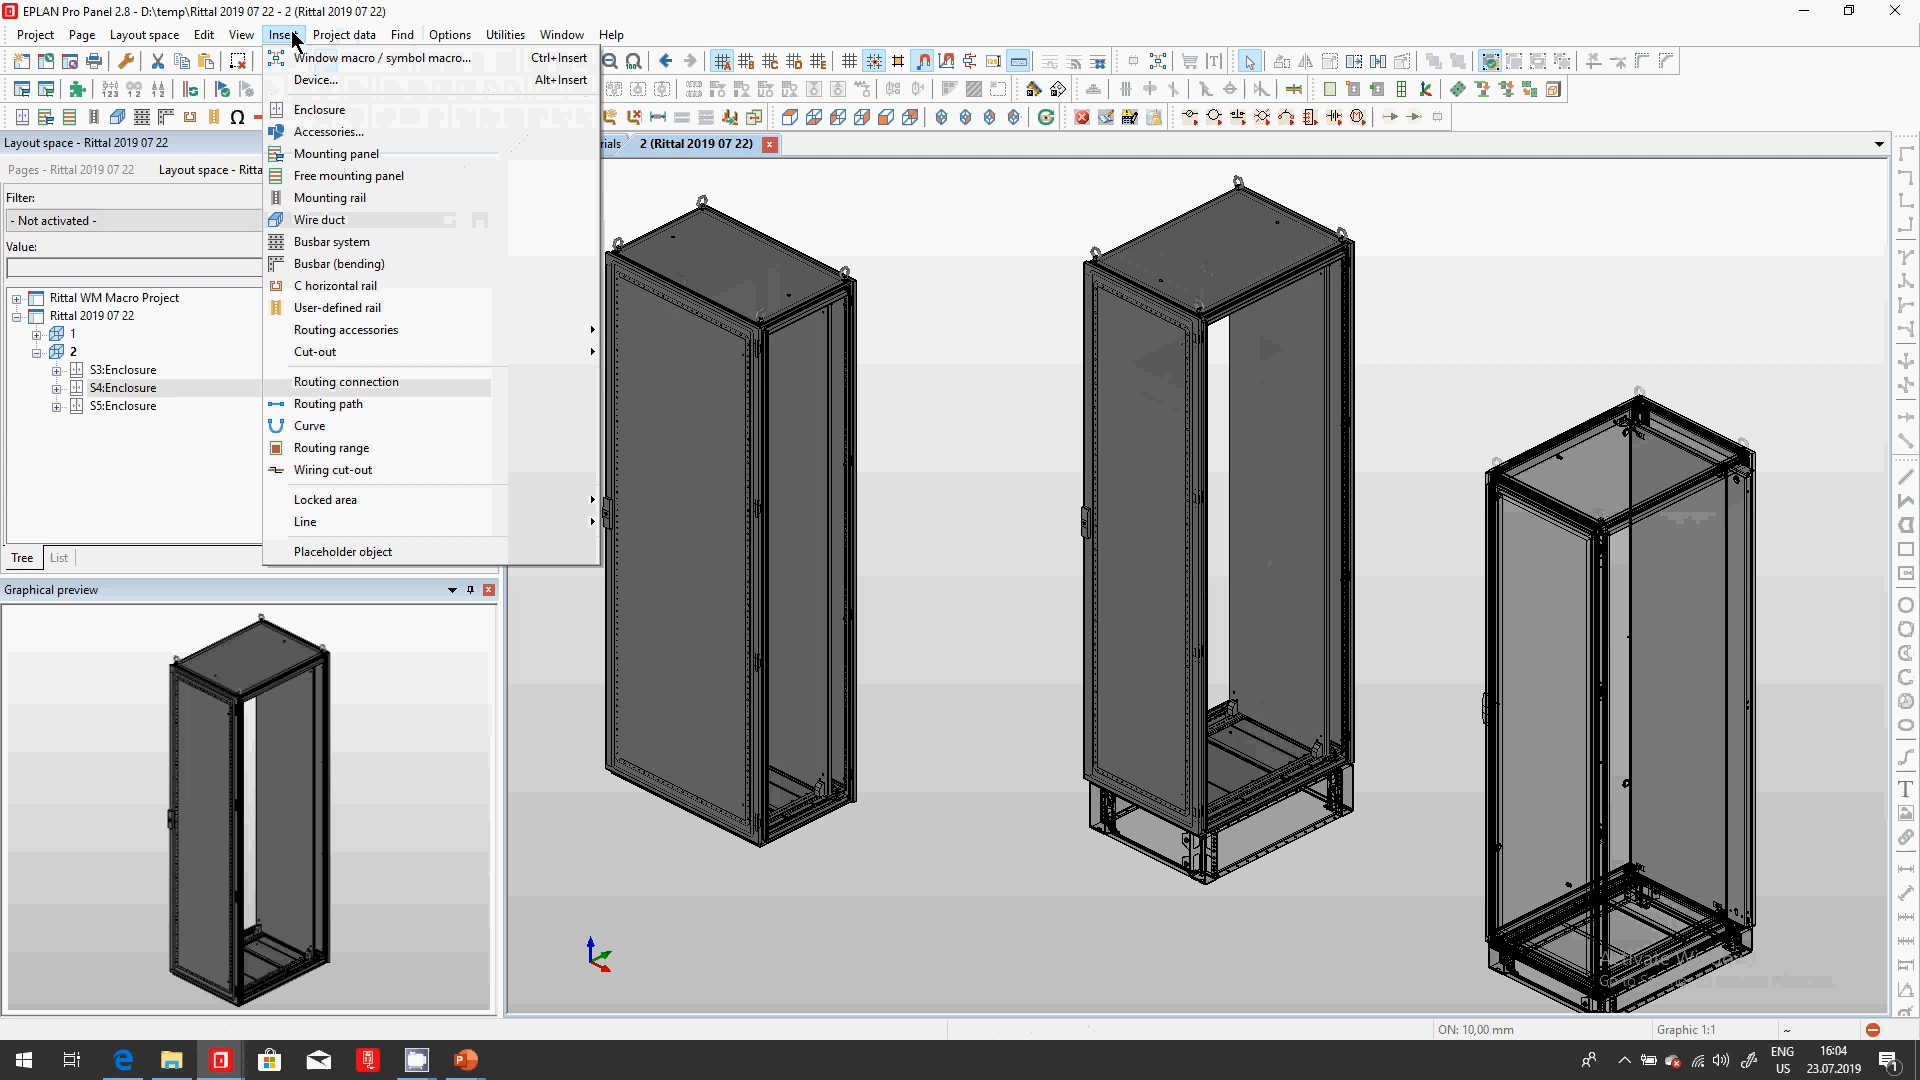 EPLAN Pro Panel 2.8 - D:\temp\Rittal 2019 07 22 - 2 (Rittal 2019 07 22)
Project Page Layout space Edit View Inse Project data Find Options Utilities Window Help
Window macro / symbol macro... Ctrl+Insert
Device... Alt+Insert
Enclosure
Accessories...
Mounting panel
Free mounting panel
Mounting rail
Wire duct
Busbar system
Busbar (bending)
C horizontal rail
User-defined rail
Routing accessories
Cut-out
Routing connection
Routing path
Curve
Routing range
Wiring cut-out
Locked area
Line
Placeholder object
Layout space - Rittal 2019 07 22
Pages - Rittal 2019 07 22 Layout space - Ritta
Filter:
- Not activated -
Value:
Rittal WM Macro Project
Rittal 2019 07 22
1
2
S3:Enclosure
S4:Enclosure
S5:Enclosure
Tree List
Graphical preview
rials 2 (Rittal 2019 07 22)
ON: 10,00 mm Graphic 1:1 ~
ENG
US
16:04
23.07.2019
1